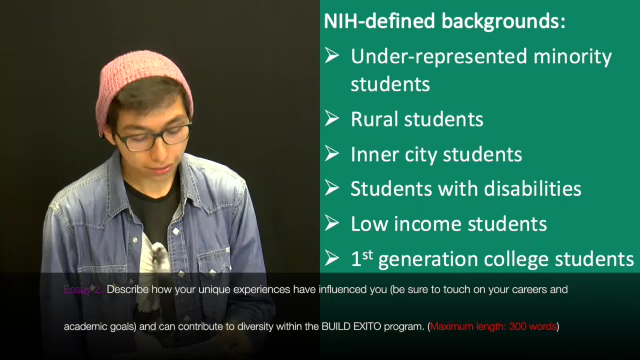 NIH-defined backgrounds:
➢ Under-represented minority
students
➢ Rural students
➢ Inner city students
➢ Students with disabilities
➢ Low income students
➢ 1st generation college students
Essay 2: Describe how your unique experiences have influenced you (be sure to touch on your careers and
academic goals) and can contribute to diversity within the BUILD EXITO program. (Maximum length: 300 words)